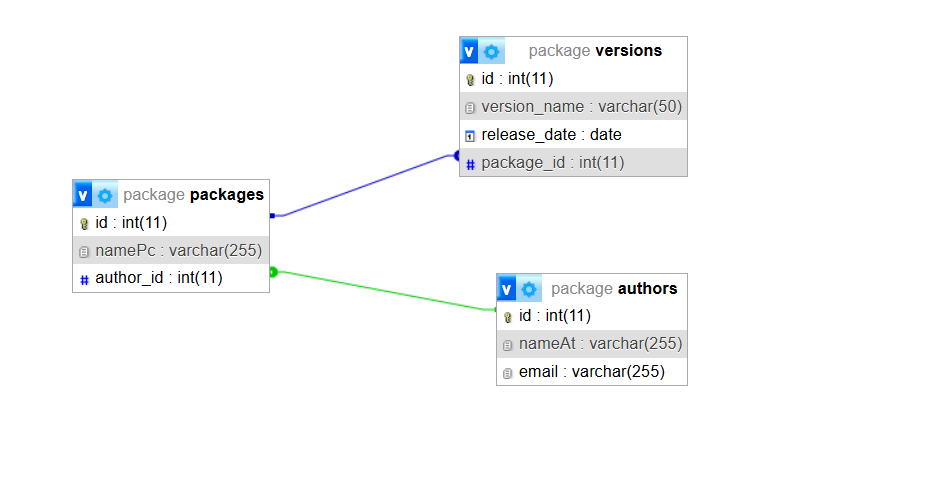 v package versions
id : int(11)
version_name : varchar(50)
release_date : date
# package_id : int(11)
v package packages
id : int(11)
namePc : varchar(255)
# author_id : int(11)
v package authors
id : int(11)
nameAt : varchar(255)
email : varchar(255)